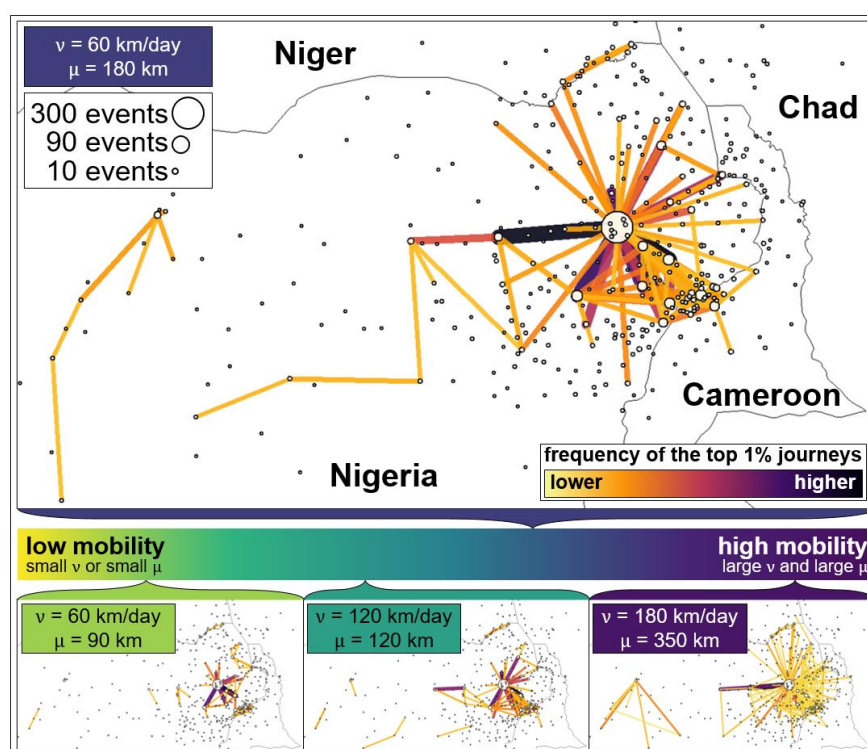 ν = 60 km/day
μ = 180 km
Niger
Chad
300 events
90 events
10 events
Cameroon
Nigeria
frequency of the top 1% journeys
lower higher
low mobility
small ν or small μ
high mobility
large ν and large μ
ν = 60 km/day
μ = 90 km
ν = 120 km/day
μ = 120 km
ν = 180 km/day
μ = 350 km